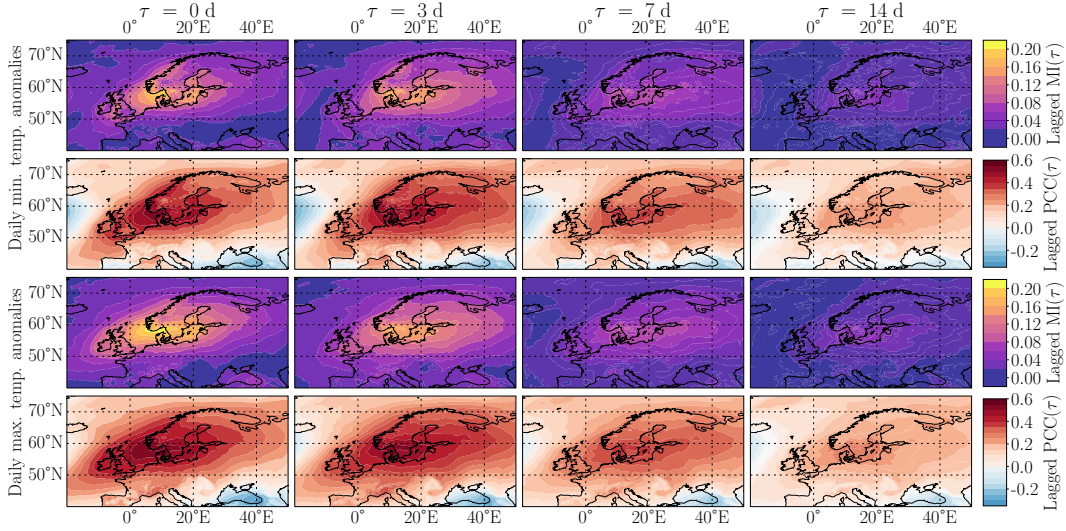 τ = 0 d τ = 3 d τ = 7 d τ = 14 d
0° 20°E 40°E 0° 20°E 40°E 0° 20°E 40°E 0° 20°E 40°E
Daily min. temp. anomalies
70°N
60°N
50°N
0.20
0.16
0.12
0.08
0.04
0.00
Lagged MI(τ)
70°N
60°N
50°N
0.6
0.4
0.2
0.0
-0.2
Lagged PCC(τ)
Daily max. temp. anomalies
70°N
60°N
50°N
0.20
0.16
0.12
0.08
0.04
0.00
Lagged MI(τ)
70°N
60°N
50°N
0.6
0.4
0.2
0.0
-0.2
Lagged PCC(τ)
0° 20°E 40°E 0° 20°E 40°E 0° 20°E 40°E 0° 20°E 40°E